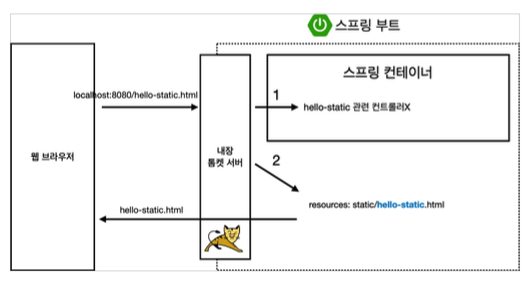 스프링 부트
스프링 컨테이너
localhost:8080/hello-static.html
1
hello-static 관련 컨트롤러X
웹 브라우저
내장
톰켓 서버
2
resources: static/hello-static.html
hello-static.html